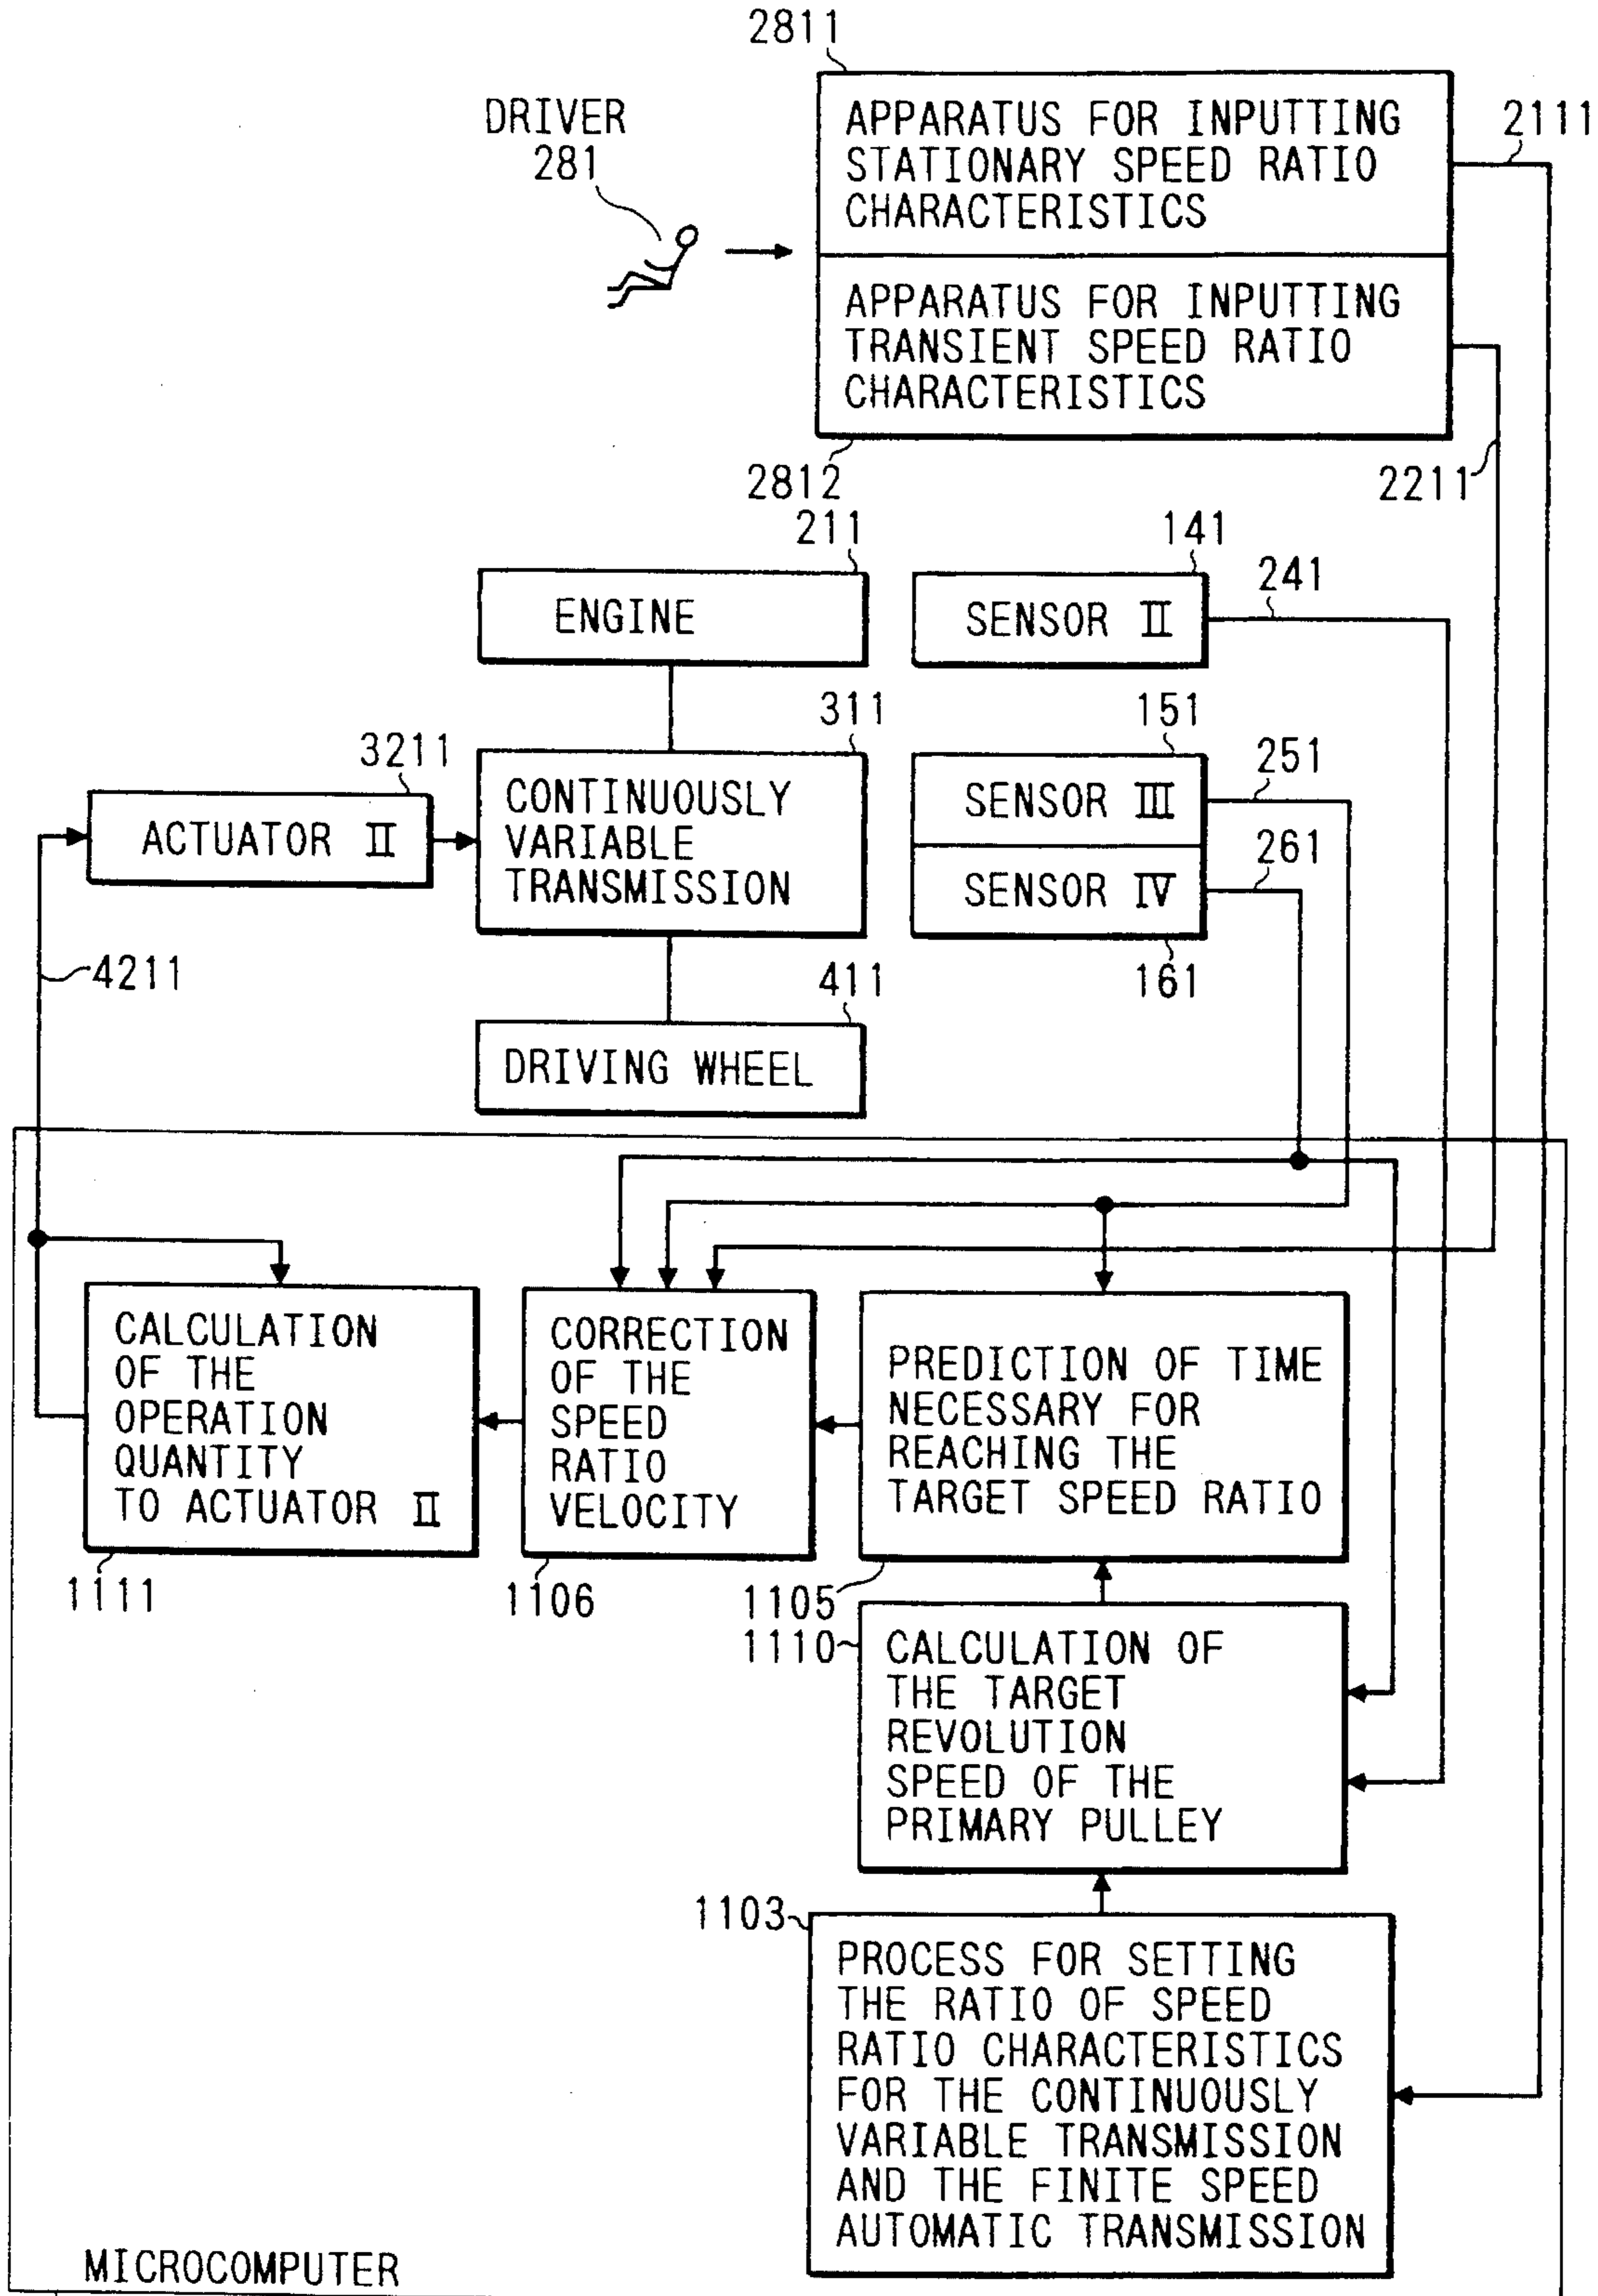 2811
DRIVER
281
APPARATUS FOR INPUTTING
STATIONARY SPEED RATIO
CHARACTERISTICS
2111
APPARATUS FOR INPUTTING
TRANSIENT SPEED RATIO
CHARACTERISTICS
2812
2211
211
141
ENGINE
SENSOR II
241
311
151
3211
ACTUATOR II
CONTINUOUSLY
VARIABLE
TRANSMISSION
SENSOR III
251
SENSOR IV
261
4211
161
411
DRIVING WHEEL
CALCULATION
OF THE
OPERATION
QUANTITY
TO ACTUATOR II
1111
CORRECTION
OF THE
SPEED
RATIO
VELOCITY
1106
PREDICTION OF TIME
NECESSARY FOR
REACHING THE
TARGET SPEED RATIO
1105
1110
CALCULATION OF
THE TARGET
REVOLUTION
SPEED OF THE
PRIMARY PULLEY
1103
PROCESS FOR SETTING
THE RATIO OF SPEED
RATIO CHARACTERISTICS
FOR THE CONTINUOUSLY
VARIABLE TRANSMISSION
AND THE FINITE SPEED
AUTOMATIC TRANSMISSION
MICROCOMPUTER